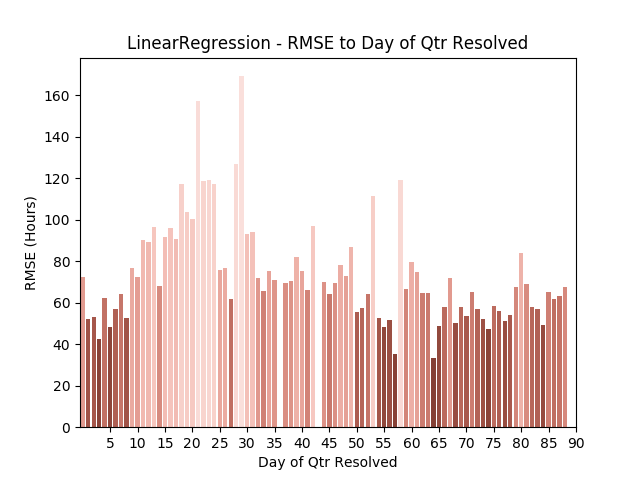 LinearRegression - RMSE to Day of Qtr Resolved
RMSE (Hours)
160
140
120
100
80
60
40
20
0
5 10 15 20 25 30 35 40 45 50 55 60 65 70 75 80 85 90
Day of Qtr Resolved